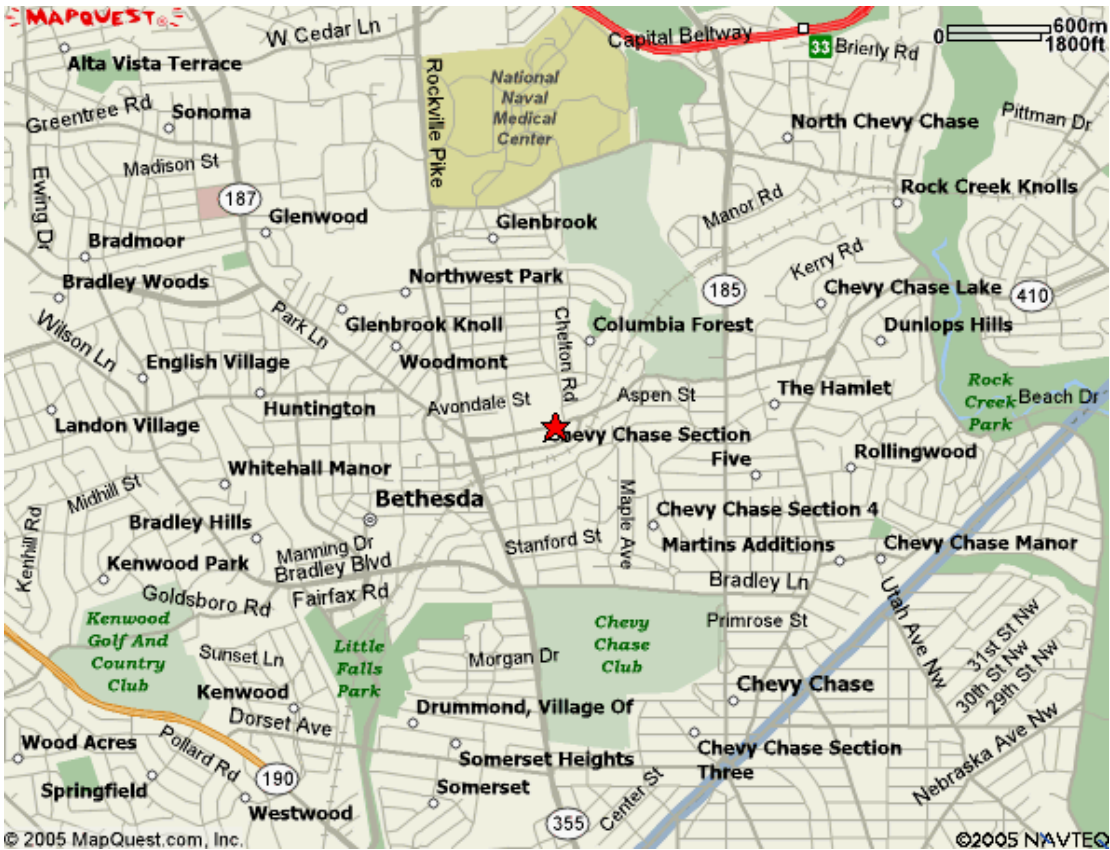 MAPQUEST
W Cedar Ln
Capital Beltway
33
Brierly Rd
0
600m
1800ft
Alta Vista Terrace
Rockville Pike
National
Naval
Medical
Center
Greentree Rd
Sonoma
North Chevy Chase
Pittman Dr
Madison St
Ewing Dr
187
Glenwood
Glenbrook
Manor Rd
Rock Creek Knolls
Bradmoor
Bradley Woods
Northwest Park
Kerry Rd
185
Chevy Chase Lake
410
Wilson Ln
Park Ln
Glenbrook Knoll
Chelton Rd
Columbia Forest
Dunlops Hills
English Village
Woodmont
Huntington
Avondale St
Aspen St
The Hamlet
Rock
Creek
Park
Beach Dr
Landon Village
Chevy Chase Section
Five
Rollingwood
Whitehall Manor
Midhill St
Bethesda
Maple Ave
Chevy Chase Section 4
Kenhill Rd
Bradley Hills
Manning Dr
Stanford St
Martins Additions
Chevy Chase Manor
Kenwood Park
Bradley Blvd
Bradley Ln
Goldsboro Rd
Fairfax Rd
Utah Ave Nw
Kenwood
Golf And
Country
Club
Little
Falls
Park
Chevy
Chase
Club
Primrose St
31st St Nw
30th St Nw
29th St Nw
Sunset Ln
Morgan Dr
Kenwood
Chevy Chase
Dorset Ave
Drummond, Village Of
Nebraska Ave Nw
Wood Acres
Pollard Rd
Somerset Heights
Chevy Chase Section
Three
Springfield
190
Somerset
Center St
Westwood
355
© 2005 MapQuest.com, Inc.
©2005 NAVTEQ